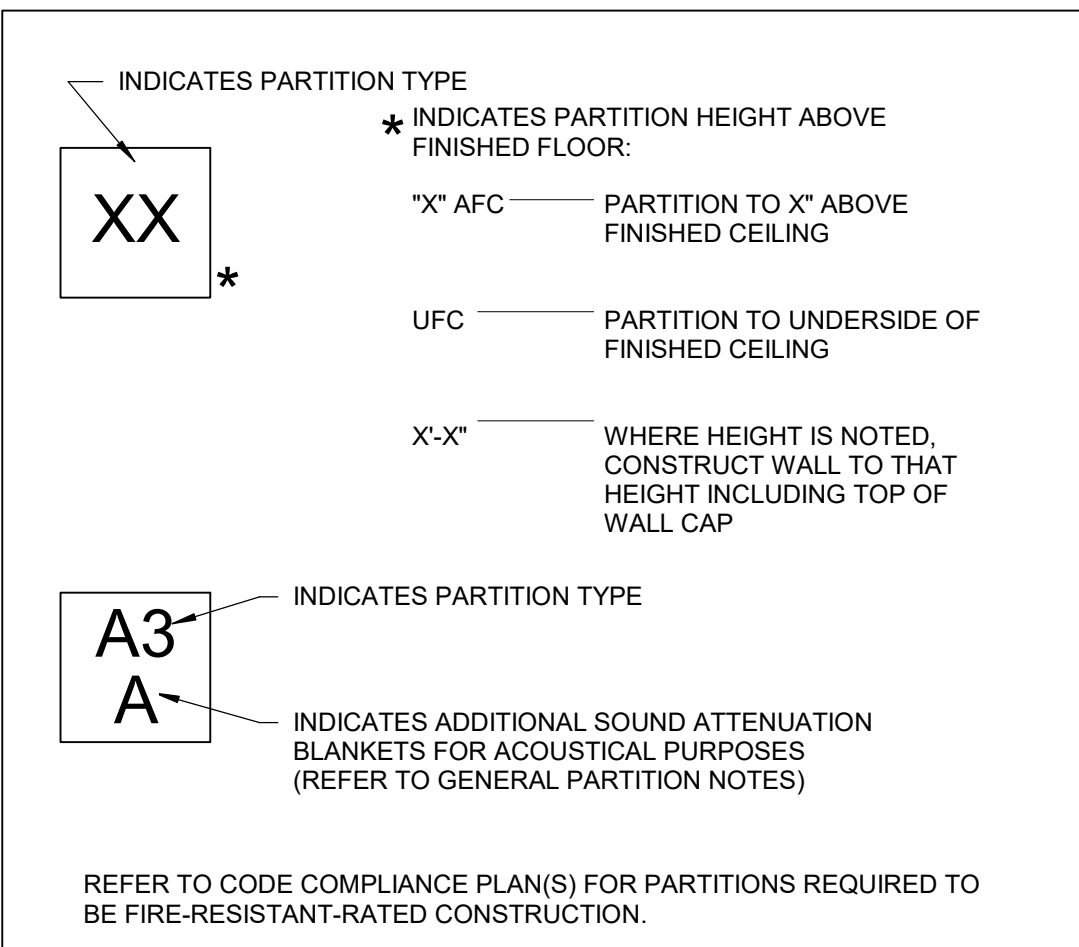 INDICATES PARTITION TYPE
* INDICATES PARTITION HEIGHT ABOVE
FINISHED FLOOR:
XX
*
"X" AFC PARTITION TO X" ABOVE
FINISHED CEILING
UFC PARTITION TO UNDERSIDE OF
FINISHED CEILING
X'-X" WHERE HEIGHT IS NOTED,
CONSTRUCT WALL TO THAT
HEIGHT INCLUDING TOP OF
WALL CAP
A3
INDICATES PARTITION TYPE
A
INDICATES ADDITIONAL SOUND ATTENUATION
BLANKETS FOR ACOUSTICAL PURPOSES
(REFER TO GENERAL PARTITION NOTES)
REFER TO CODE COMPLIANCE PLAN(S) FOR PARTITIONS REQUIRED TO
BE FIRE-RESISTANT-RATED CONSTRUCTION.